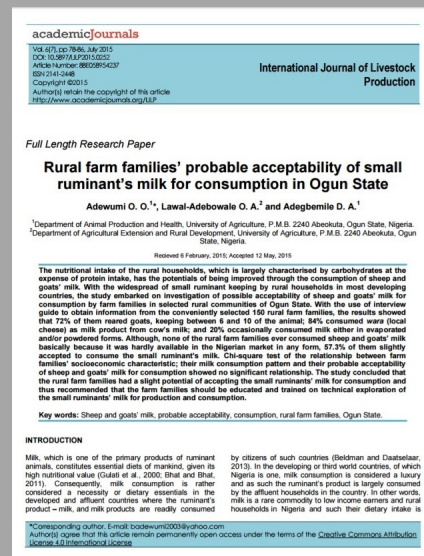 academicJournals
Vol. 6(7), pp 78-86, July 2015
DOI: 10.5897/IJLP2015.0252
Article Number: 88E058954237
ISSN 2141-2448
Copyright ©2015
Author(s) retain the copyright of this article
http://www.academicjournals.org/IJLP
International Journal of Livestock
Production
Full Length Research Paper
Rural farm families' probable acceptability of small
ruminant's milk for consumption in Ogun State
Adewumi O. O.1*, Lawal-Adebowale O. A.2 and Adegbemile D. A.1
1Department of Animal Production and Health, University of Agriculture, P.M.B. 2240 Abeokuta, Ogun State, Nigeria.
2Department of Agricultural Extension and Rural Development, University of Agriculture, P.M.B. 2240 Abeokuta, Ogun
State, Nigeria.
Received 6 February, 2015; Accepted 12 May, 2015
The nutritional intake of the rural households, which is largely characterised by carbohydrates at the
expense of protein intake, has the potentials of being improved through the consumption of sheep and
goats' milk. With the widespread of small ruminant keeping by rural households in most developing
countries, the study embarked on investigation of possible acceptability of sheep and goats' milk for
consumption by farm families in selected rural communities of Ogun State. With the use of interview
guide to obtain information from the conveniently selected 150 rural farm families, the results showed
that 72% of them reared goats, keeping between 6 and 10 of the animal; 84% consumed wara (local
cheese) as milk product from cow's milk; and 20% occasionally consumed milk either in evaporated
and/or powdered forms. Although, none of the rural farm families ever consumed sheep and goats' milk
basically because it was hardly available in the Nigerian market in any form, 57.3% of them slightly
accepted to consume the small ruminant's milk. Chi-square test of the relationship between farm
families' socioeconomic characteristic; their milk consumption pattern and their probable acceptability
of sheep and goats' milk for consumption showed no significant relationship. The study concluded that
the rural farm families had a slight potential of accepting the small ruminants' milk for consumption and
thus recommended that the farm families should be educated and trained on technical exploration of
the small ruminants' milk for production and consumption.
Key words: Sheep and goats' milk, probable acceptability, consumption, rural farm families, Ogun State.
INTRODUCTION
Milk, which is one of the primary products of ruminant
animals, constitutes essential diets of mankind, given its
high nutritional value (Gulati et al., 2000; Bhat and Bhat,
2011). Consequently, milk consumption is rather
considered a necessity or dietary essentials in the
developed and affluent countries where the ruminant's
product – milk, and milk products are readily consumed
by citizens of such countries (Beldman and Daatselaar,
2013). In the developing or third world countries, of which
Nigeria is one, milk consumption is considered a luxury
and as such the ruminant's product is largely consumed
by the affluent households in the country. In other words,
milk is a rare commodity to low income earners and rural
households in Nigeria and such their dietary intake is
*Corresponding author. E-mail: badewumi2003@yahoo.com
Author(s) agree that this article remain permanently open access under the terms of the Creative Commons Attribution
License 4.0 International License